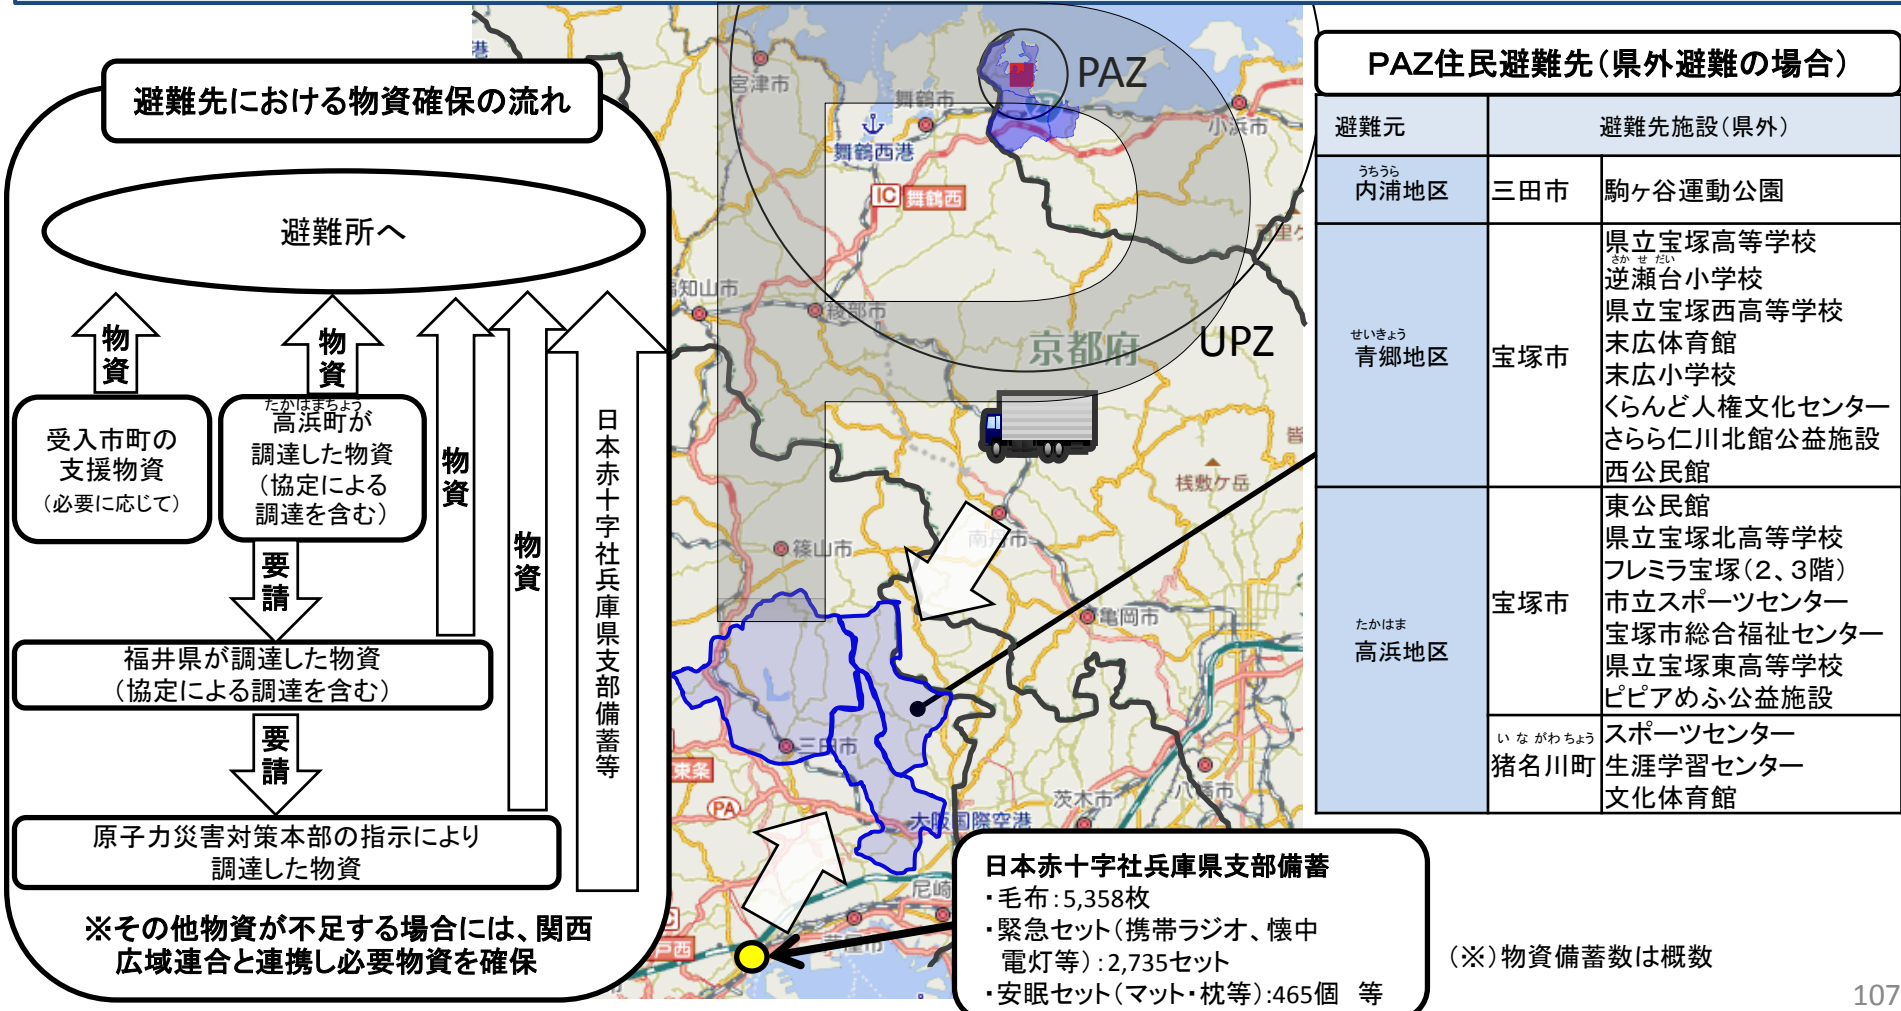 避難先における物資確保の流れ
避難所へ
物資
物資
物資
物資
日本赤十字社兵庫県支部備蓄等
受入市町の
支援物資
(必要に応じて)
たかはまちょう
高浜町が
調達した物資
(協定による
調達を含む)
要請
福井県が調達した物資
(協定による調達を含む)
要請
原子力災害対策本部の指示により
調達した物資
※その他物資が不足する場合には、関西
広域連合と連携し必要物資を確保
PAZ
UPZ
宮津市
舞鶴市
舞鶴西港
小浜市
IC 舞鶴西
綾部市
京都府
桟敷ケ岳
南丹市
篠山市
亀岡市
三田市
東条
PA
茨木市
八幡市
大阪国際空港
尼崎
芦屋市
戸西
日本赤十字社兵庫県支部備蓄
・毛布:5,358枚
・緊急セット(携帯ラジオ、懐中
電灯等):2,735セット
・安眠セット(マット・枕等):465個 等
PAZ住民避難先(県外避難の場合)
避難元 避難先施設(県外)
うちうら
内浦地区 三田市 駒ヶ谷運動公園
せいきょう
青郷地区 宝塚市
県立宝塚高等学校
さかせだい
逆瀬台小学校
県立宝塚西高等学校
末広体育館
末広小学校
くらんど人権文化センター
さらら仁川北館公益施設
西公民館
たかはま
高浜地区 宝塚市
東公民館
県立宝塚北高等学校
フレミラ宝塚(2、3階)
市立スポーツセンター
宝塚市総合福祉センター
県立宝塚東高等学校
ピピアめふ公益施設
いながわちょう
猪名川町
スポーツセンター
生涯学習センター
文化体育館
(※)物資備蓄数は概数
107